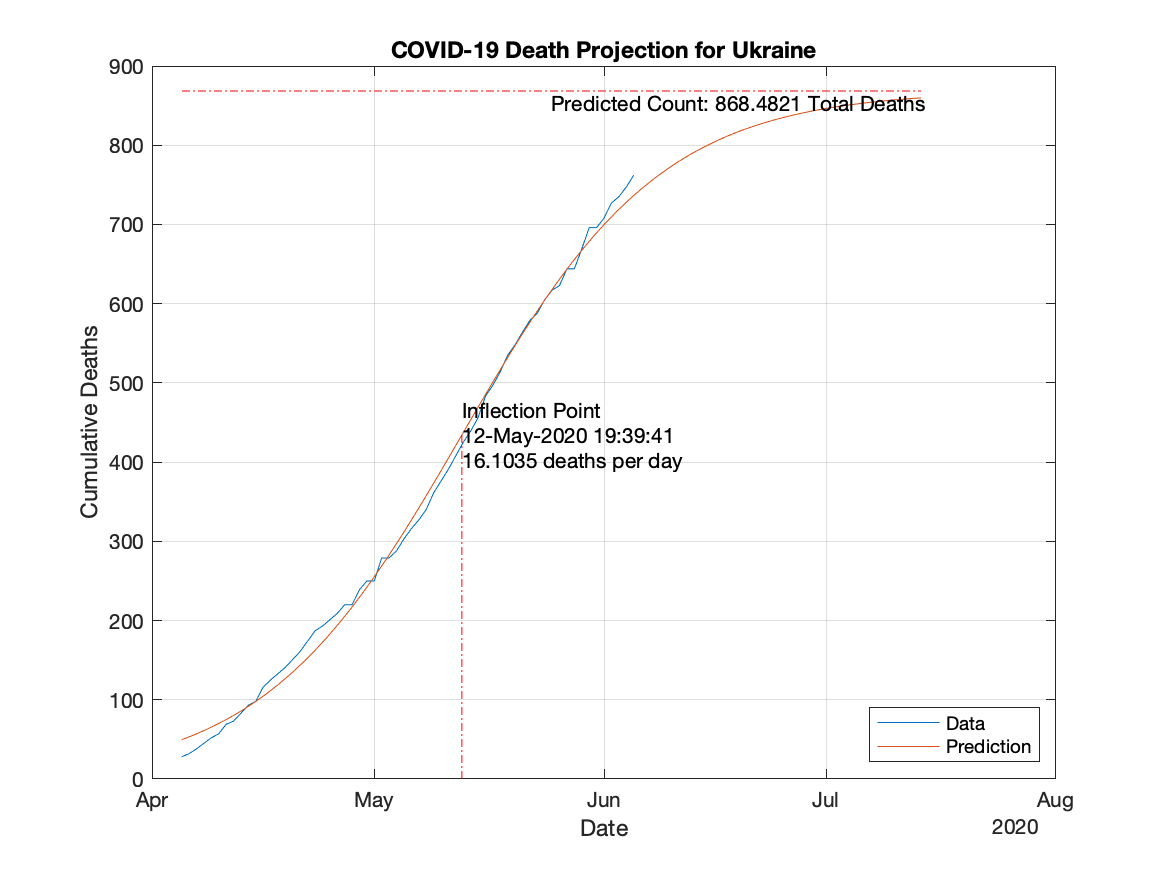 COVID-19 Death Projection for Ukraine
900
800
700
600
500
400
300
200
100
0
Cumulative Deaths
Predicted Count: 868.4821 Total Deaths
Inflection Point
12-May-2020 19:39:41
16.1035 deaths per day
Data
Prediction
Apr May Jun Jul Aug
Date
2020